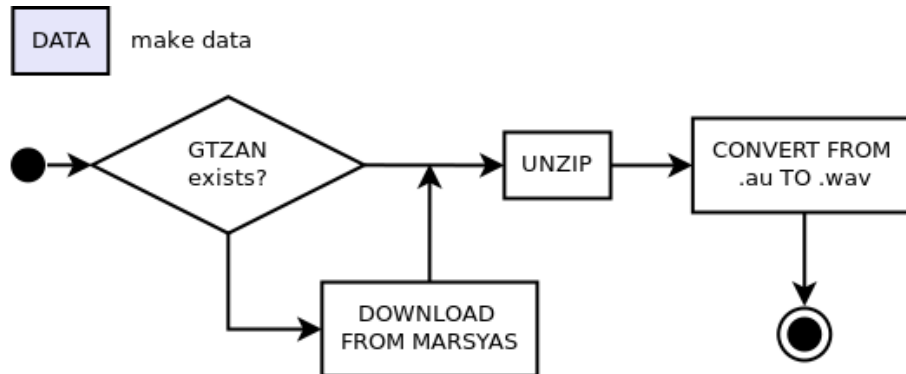 DATA
make data
GTZAN
exists?
UNZIP
CONVERT FROM
.au TO .wav
DOWNLOAD
FROM MARSYAS